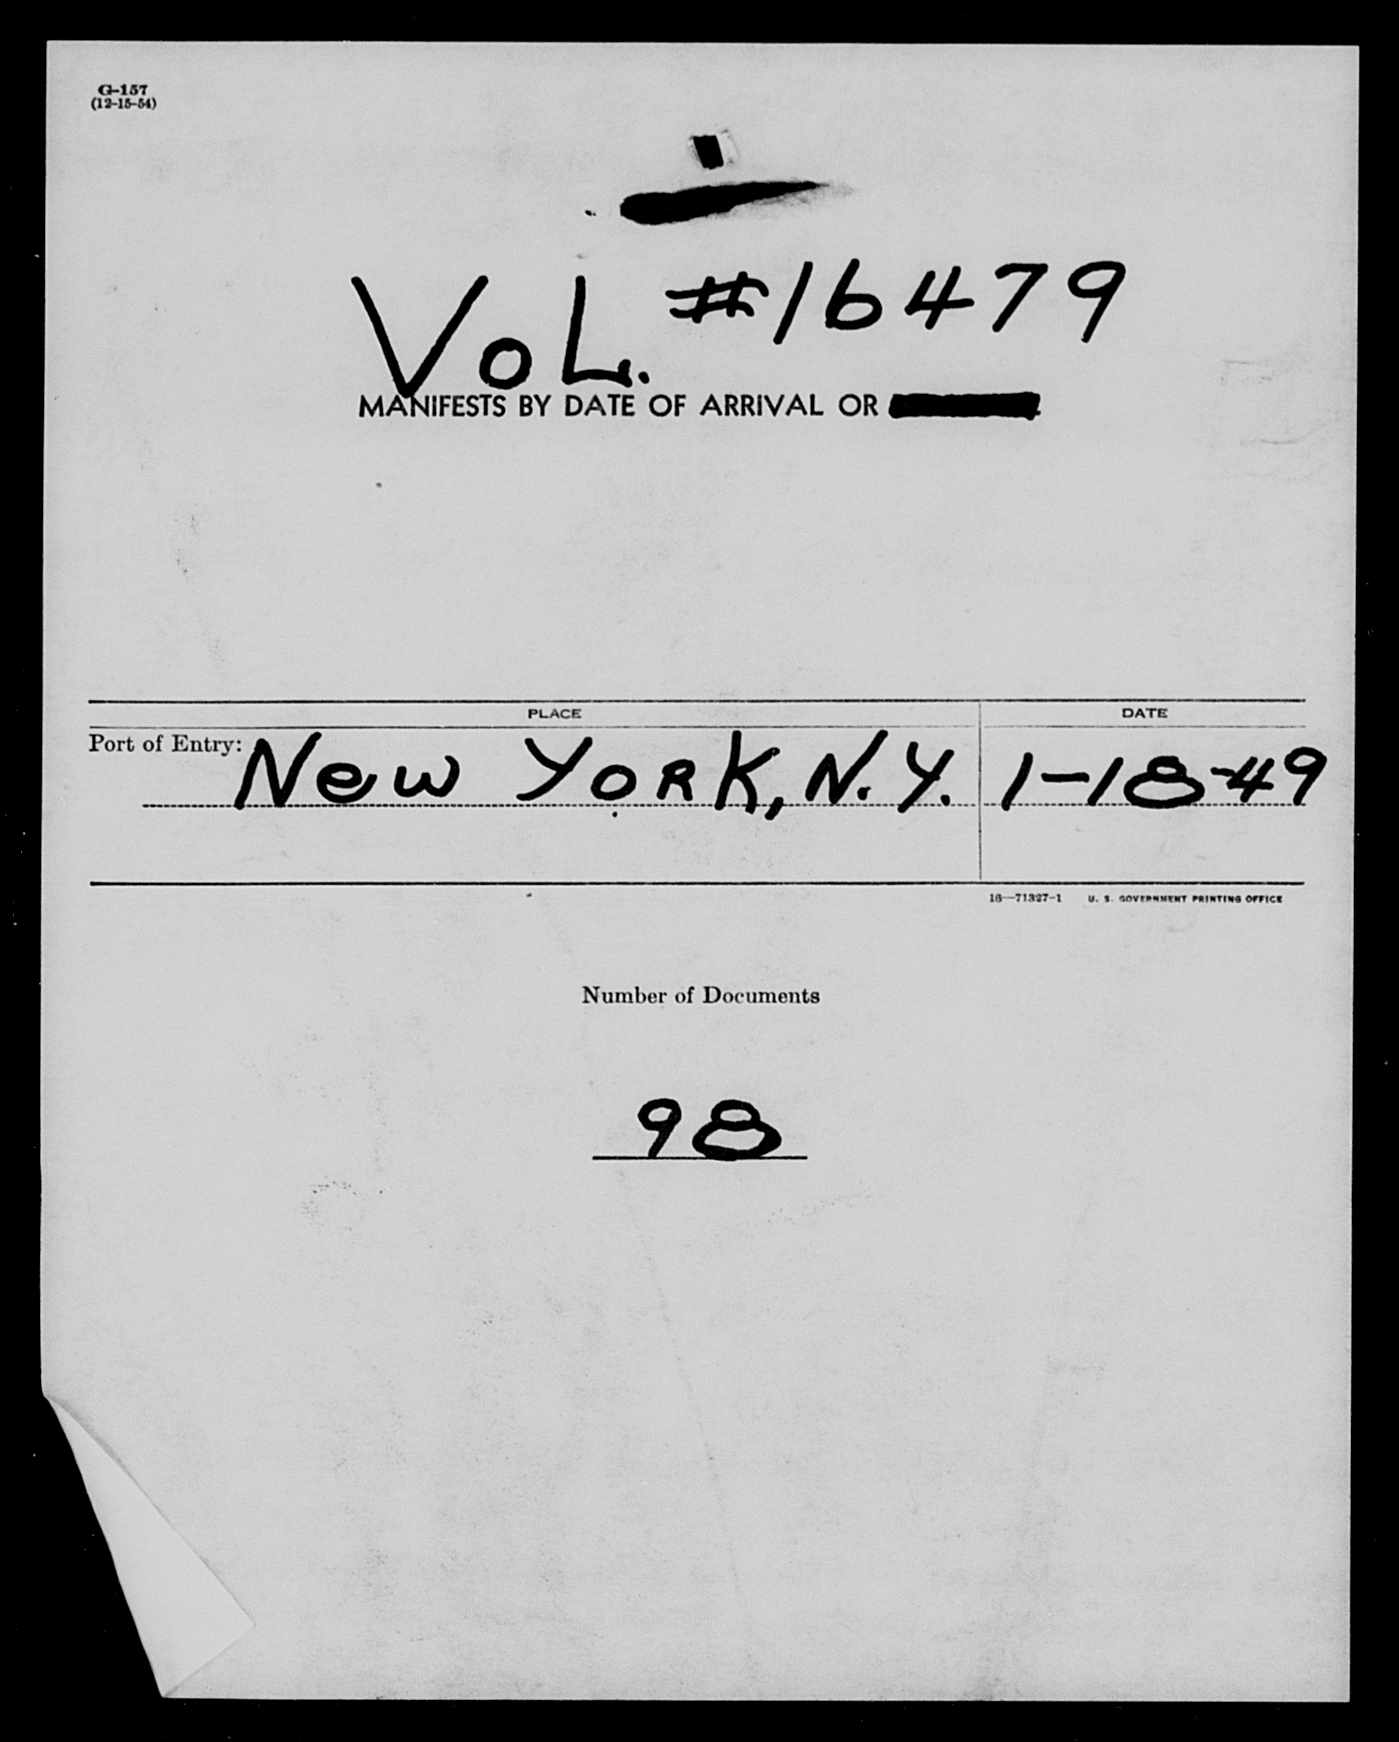 G-157
(12-15-54)
VoL. #16479
MANIFESTS BY DATE OF ARRIVAL OR
PLACE
DATE
Port of Entry: New YORK, N.Y. 1-18-49
16—71327-1 U. S. GOVERNMENT PRINTING OFFICE
Number of Documents
98